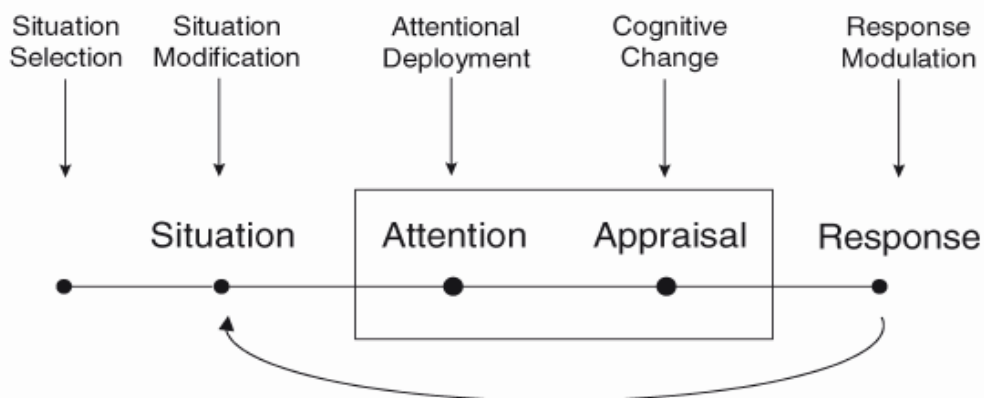 Situation
Selection
Situation
Modification
Attentional
Deployment
Cognitive
Change
Response
Modulation
Situation
Attention
Appraisal
Response